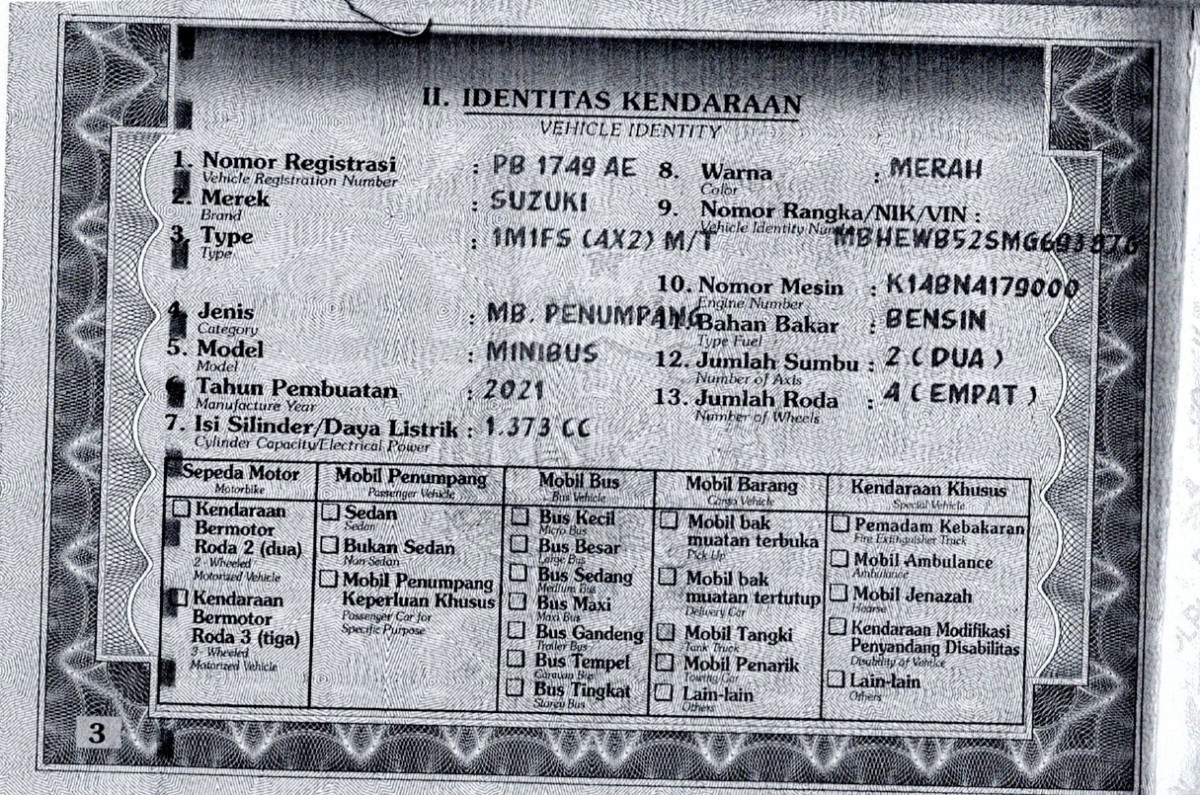 II. IDENTITAS KENDARAAN
VEHICLE IDENTITY
1. Nomor Registrasi : PB 1749 AE
Vehicle Registration Number
2. Merek : SUZUKI
Brand
3. Type : 1M1FS (4X2) M/T
Type
4. Jenis : MB. PENUMPANG
Category
5. Model : MINIBUS
Model
6. Tahun Pembuatan : 2021
Manufacture Year
7. Isi Silinder/Daya Listrik : 1.373 CC
Cylinder Capacity/Electrical Power
8. Warna : MERAH
Color
9. Nomor Rangka/NIK/VIN :
Vehicle Identity
10. Nomor Mesin : K14BN4179000
Engine Number
11. Bahan Bakar : BENSIN
Type Fuel
12. Jumlah Sumbu : 2 ( DUA )
Number of Axis
13. Jumlah Roda : 4 ( EMPAT )
Number of Wheels
Sepeda Motor
Motorbike
Kendaraan
Bermotor
Roda 2 (dua)
2 - Wheeled
Motorized Vehicle
Kendaraan
Bermotor
Roda 3 (tiga)
3- Wheeled
Motorized Vehicle
Mobil Penumpang
Passenger Vehicle
Sedan
Sedan
Bukan Sedan
Non Sedan
Mobil Penumpang
Keperluan Khusus
Passenger Car for
Specific Purpose
Mobil Bus
Bus Vehicle
Bus Kecil
Micro Bus
Bus Besar
Large Bus
Bus Sedang
Medium Bus
Bus Maxi
Maxi Bus
Bus Gandeng
Trailer Bus
Bus Tempel
Caravan Bus
Bus Tingkat
Bus
Mobil Barang
Cargo Vehicle
Mobil bak
muatan terbuka
Pick Up
Mobil bak
muatan tertutup
Delivery Car
Mobil Tangki
Tank Truck
Mobil Penarik
Towing Car
Lain-lain
Others
Kendaraan Khusus
Special Vehicle
Pemadam Kebakaran
Fire Extinguisher Truck
Mobil Ambulance
Ambulance
Mobil Jenazah
Hearse
Kendaraan Modifikasi
Penyandang Disabilitas
Disability of Vehicle
Lain-lain
Others
3